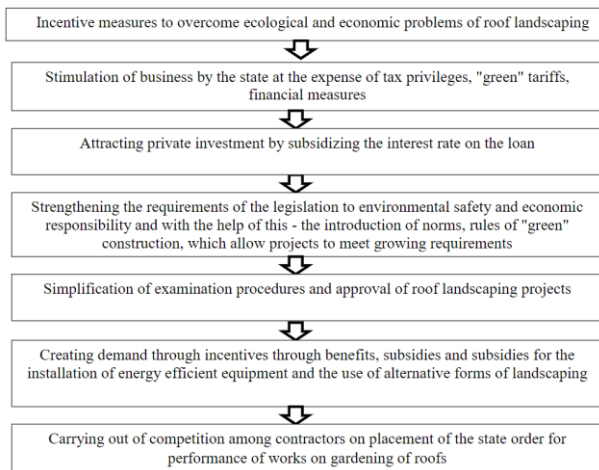 Incentive measures to overcome ecological and economic problems of roof landscaping
Stimulation of business by the state at the expense of tax privileges, "green" tariffs,
financial measures
Attracting private investment by subsidizing the interest rate on the loan
Strengthening the requirements of the legislation to environmental safety and economic
responsibility and with the help of this - the introduction of norms, rules of "green"
construction, which allow projects to meet growing requirements
Simplification of examination procedures and approval of roof landscaping projects
Creating demand through incentives through benefits, subsidies and subsidies for the
installation of energy efficient equipment and the use of alternative forms of landscaping
Carrying out of competition among contractors on placement of the state order for
performance of works on gardening of roofs